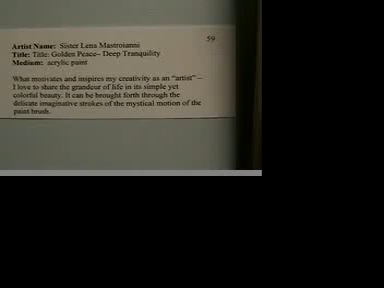 59
Artist Name: Sister Lena Mastroianni
Title: Title: Golden Peace– Deep Tranquility
Medium: acrylic paint
What motivates and inspires my creativity as an "artist" –
I love to share the grandeur of life in its simple yet
colorful beauty. It can be brought forth through the
delicate imaginative strokes of the mystical motion of the
paint brush.